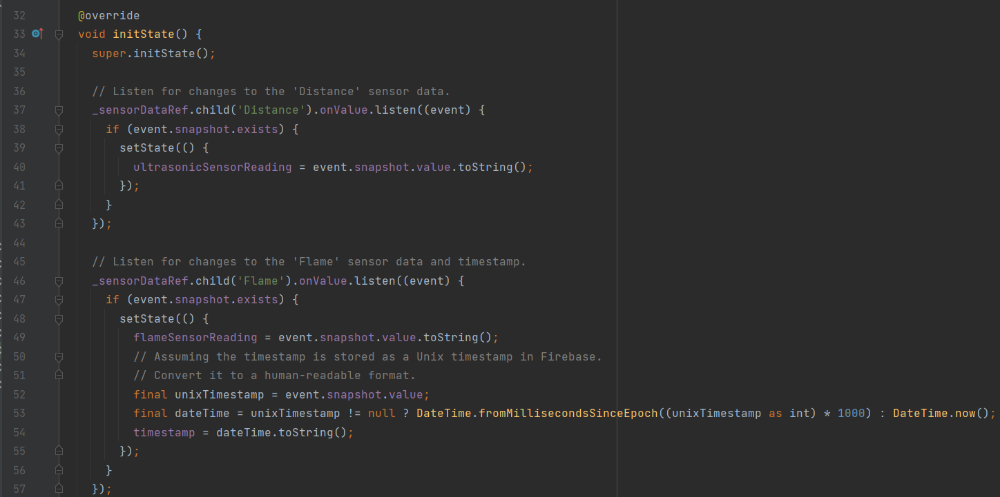 32 @override
33 void initState() {
34 super.initState();
35
36 // Listen for changes to the 'Distance' sensor data.
37 _sensorDataRef.child('Distance').onValue.listen((event) {
38 if (event.snapshot.exists) {
39 setState(() {
40 ultrasonicSensorReading = event.snapshot.value.toString();
41 });
42 }
43 });
44
45 // Listen for changes to the 'Flame' sensor data and timestamp.
46 _sensorDataRef.child('Flame').onValue.listen((event) {
47 if (event.snapshot.exists) {
48 setState(() {
49 flameSensorReading = event.snapshot.value.toString();
50 // Assuming the timestamp is stored as a Unix timestamp in Firebase.
51 // Convert it to a human-readable format.
52 final unixTimestamp = event.snapshot.value;
53 final dateTime = unixTimestamp != null ? DateTime.fromMillisecondsSinceEpoch((unixTimestamp as int) * 1000) : DateTime.now();
54 timestamp = dateTime.toString();
55 });
56 }
57 });